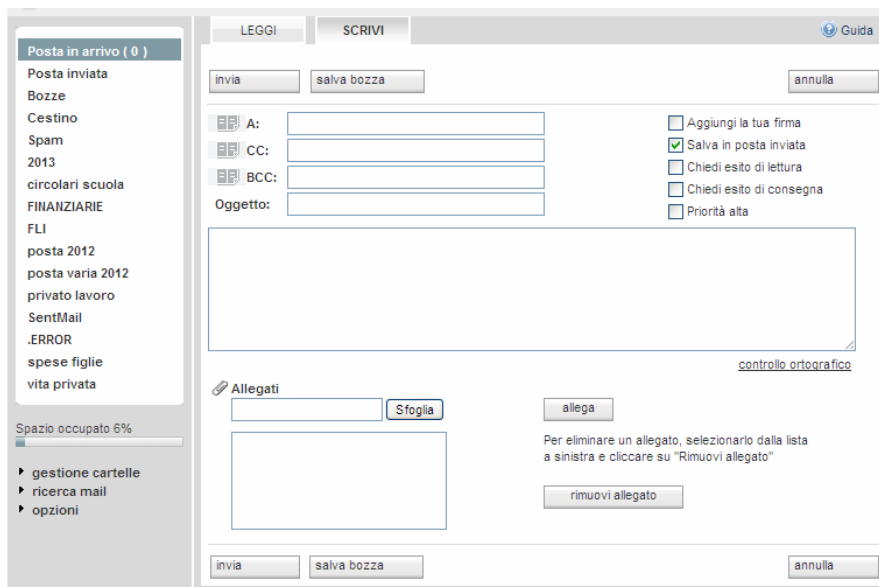 LEGGI
SCRIVI
Guida
Posta in arrivo ( 0 )
Posta inviata
Bozze
Cestino
Spam
2013
circolari scuola
FINANZIARIE
FLI
posta 2012
posta varia 2012
privato lavoro
SentMail
.ERROR
spese figlie
vita privata
Spazio occupato 6%
gestione cartelle
ricerca mail
opzioni
invia
salva bozza
annulla
A:
CC:
BCC:
Oggetto:
Aggiungi la tua firma
Salva in posta inviata
Chiedi esito di lettura
Chiedi esito di consegna
Priorità alta
controllo ortografico
Allegati
Sfoglia
allega
Per eliminare un allegato, selezionarlo dalla lista
a sinistra e cliccare su "Rimuovi allegato"
rimuovi allegato
invia
salva bozza
annulla